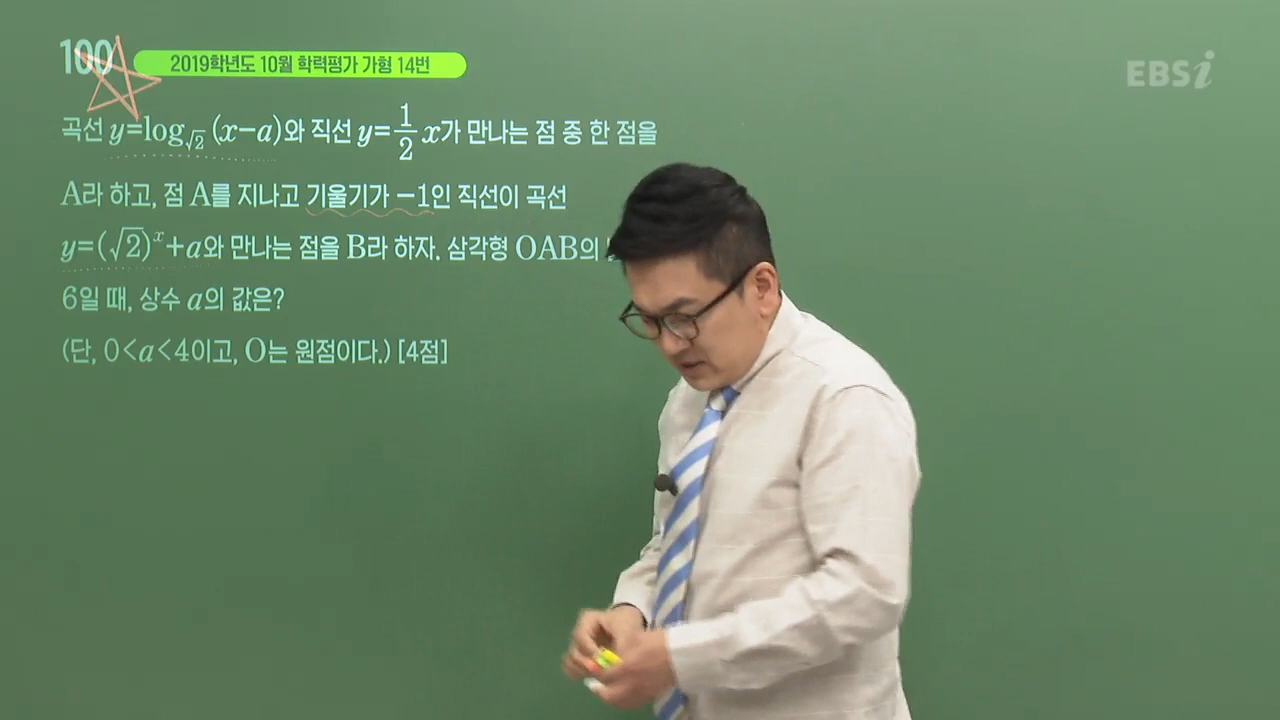 100
2019학년도 10월 학력평가 가형 14번
EBSi
곡선 y=log_{√2}(x-a)와 직선 y=\frac{1}{2}x가 만나는 점 중 한 점을
A라 하고, 점 A를 지나고 기울기가 -1인 직선이 곡선
y=(√2)^x+a와 만나는 점을 B라 하자. 삼각형 OAB의
6일 때, 상수 a의 값은?
(단, 0<a<4이고, O는 원점이다.) [4점]